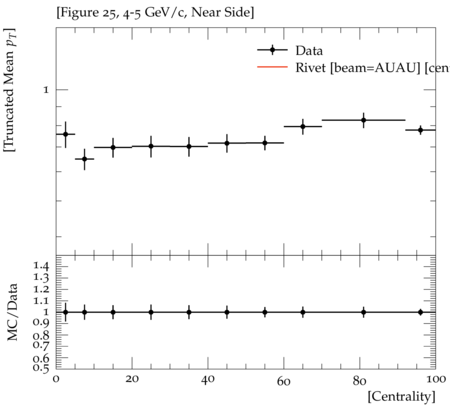 [Figure 25, 4-5 GeV/c, Near Side]
[Truncated Mean pT]
1
Data
Rivet [beam=AUAU] [cen
MC/Data
1.4
1.3
1.2
1.1
1
0.9
0.8
0.7
0.6
0.5
0 20 40 60 80 100
[Centrality]